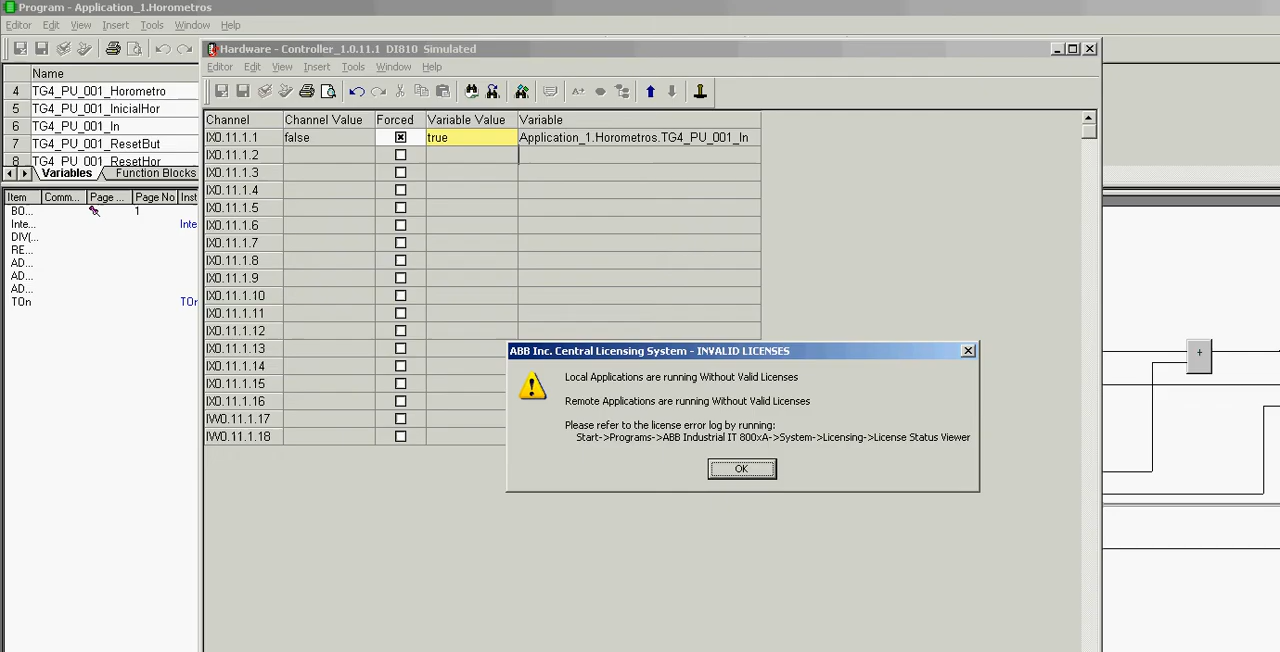 Program - Application_1.Horometros
Editor Edit View Insert Tools Window Help
Name
4 TG4_PU_001_Horometro
5 TG4_PU_001_InicialHor
6 TG4_PU_001_In
7 TG4_PU_001_ResetBut
8 TG4_PU_001_ResetHor
Variables Function Blocks
Item Comm... Page ... Page No Inst
BO... 1
Inte... Inte
DIV(...
RE...
AD...
AD...
AD...
TOn TOn
Hardware - Controller_1.0.11.1 DI810 Simulated
Editor Edit View Insert Tools Window Help
Channel Channel Value Forced Variable Value Variable
IX0.11.1.1 false true Application_1.Horometros.TG4_PU_001_In
IX0.11.1.2
IX0.11.1.3
IX0.11.1.4
IX0.11.1.5
IX0.11.1.6
IX0.11.1.7
IX0.11.1.8
IX0.11.1.9
IX0.11.1.10
IX0.11.1.11
IX0.11.1.12
IX0.11.1.13
IX0.11.1.14
IX0.11.1.15
IX0.11.1.16
IW0.11.1.17
IW0.11.1.18
ABB Inc. Central Licensing System - INVALID LICENSES
Local Applications are running Without Valid Licenses
Remote Applications are running Without Valid Licenses
Please refer to the license error log by running:
Start->Programs->ABB Industrial IT 800xA->System->Licensing->License Status Viewer
OK
+